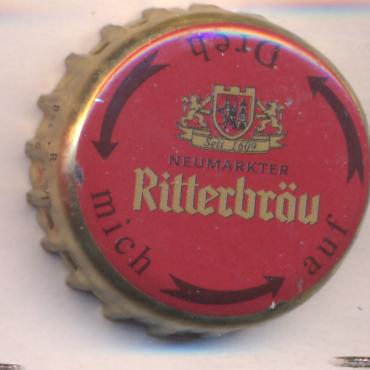 Dreh
Seit 1609
NEUMARKTER
Ritterbräu
mich
auf